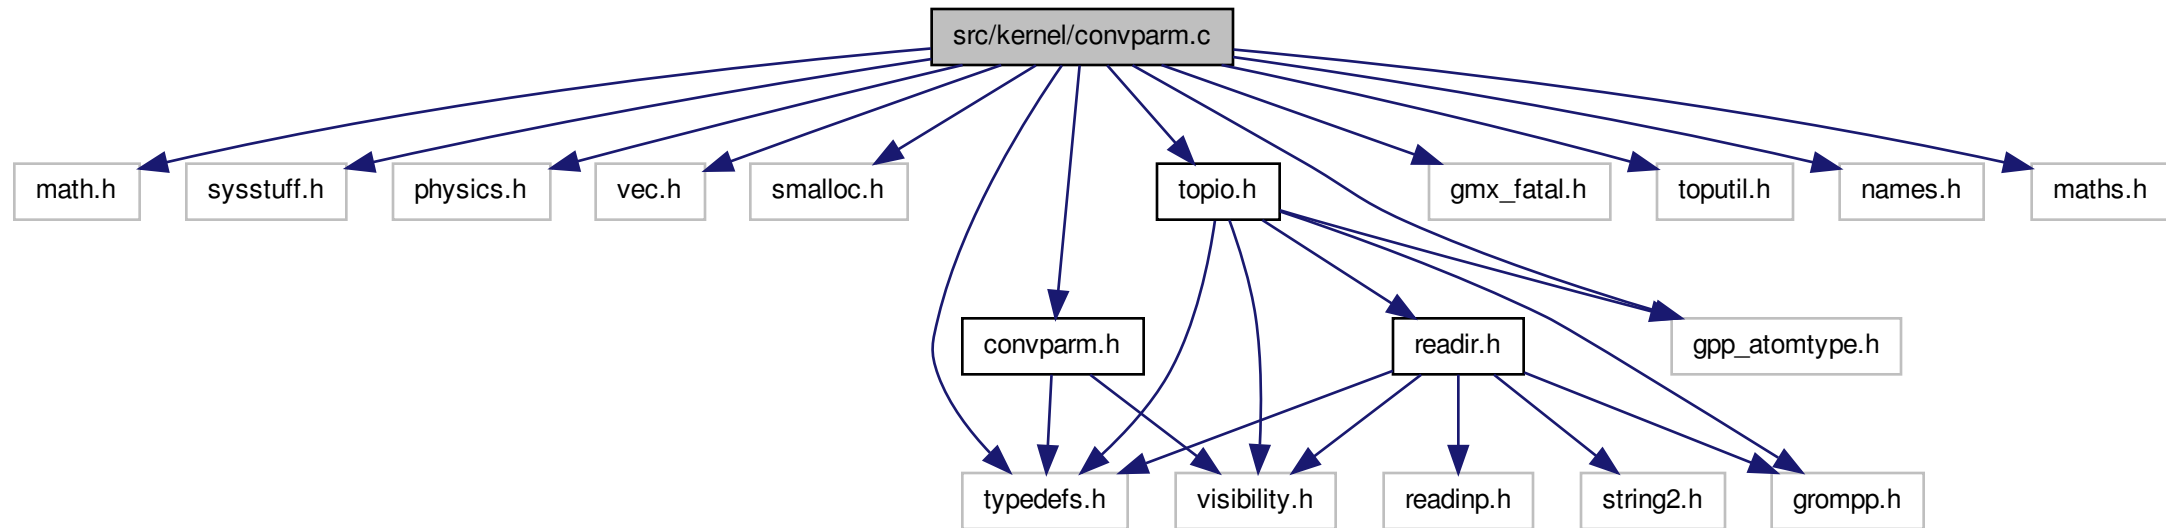 src/kernel/convparm.c
math.h
sysstuff.h
physics.h
vec.h
smalloc.h
topio.h
gmx_fatal.h
toputil.h
names.h
maths.h
convparm.h
readir.h
gpp_atomtype.h
typedefs.h
visibility.h
readinp.h
string2.h
grompp.h